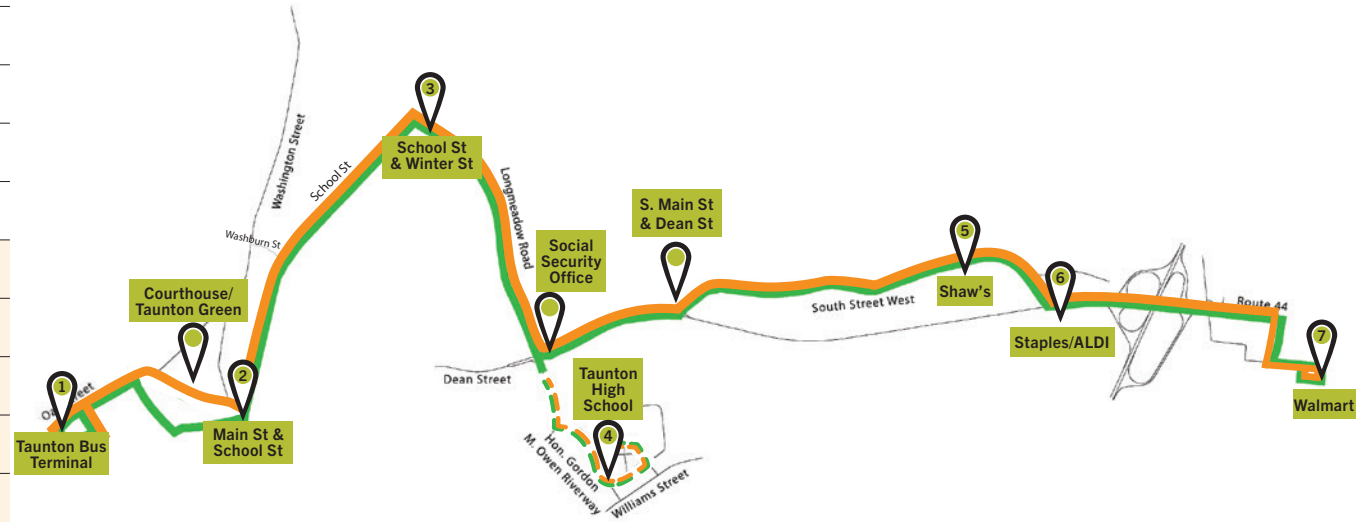 3
School St
& Winter St
Washington Street
School St
Longmeadow Road
Washburn St
S. Main St
& Dean St
5
Shaw's
Social
Security
Office
South Street West
6
Staples/ALDI
Route 44
7
Walmart
Courthouse/
Taunton Green
Dean Street
Taunton
High
School
4
Hon. Gordon
M. Owen Riverway
Williams Street
1
Taunton Bus
Terminal
2
Main St &
School St